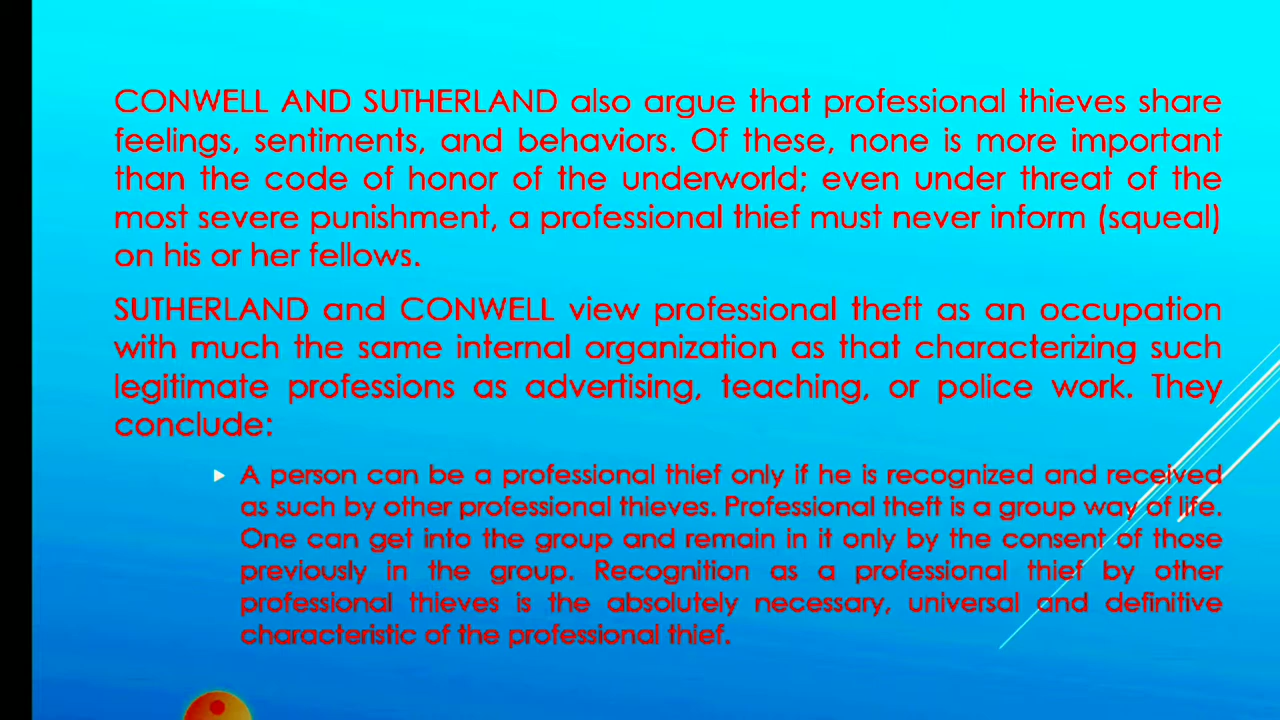 CONWELL AND SUTHERLAND also argue that professional thieves share
feelings, sentiments, and behaviors. Of these, none is more important
than the code of honor of the underworld; even under threat of the
most severe punishment, a professional thief must never inform (squeal)
on his or her fellows.
SUTHERLAND and CONWELL view professional theft as an occupation
with much the same internal organization as that characterizing such
legitimate professions as advertising, teaching, or police work. They
conclude:
A person can be a professional thief only if he is recognized and received
as such by other professional thieves. Professional theft is a group way of life.
One can get into the group and remain in it only by the consent of those
previously in the group. Recognition as a professional thief by other
professional thieves is the absolutely necessary, universal and definitive
characteristic of the professional thief.